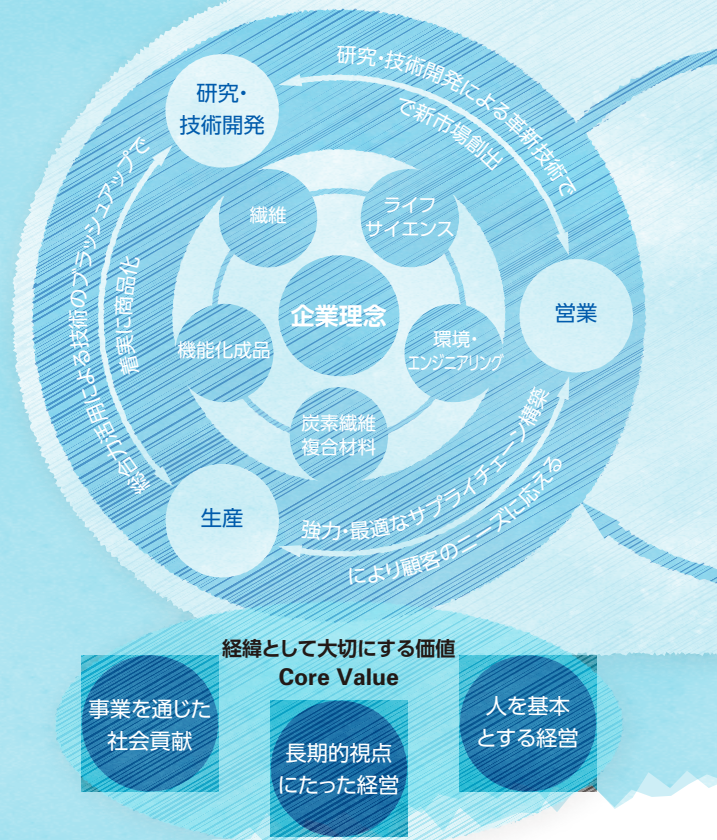 研究・技術開発による革新技術で
で新市場創出
研究・
技術開発
総合力活用による技術のブラッシュアップで
着実に商品化
繊維
ライフ
サイエンス
企業理念
営業
機能化成品
環境・
エンジニアリング
炭素繊維
複合材料
生産
強力・最適なサプライチェーン構築
により顧客のニーズに応える
経緯として大切にする価値
Core Value
事業を通じた
社会貢献
長期的視点
にたった経営
人を基本
とする経営